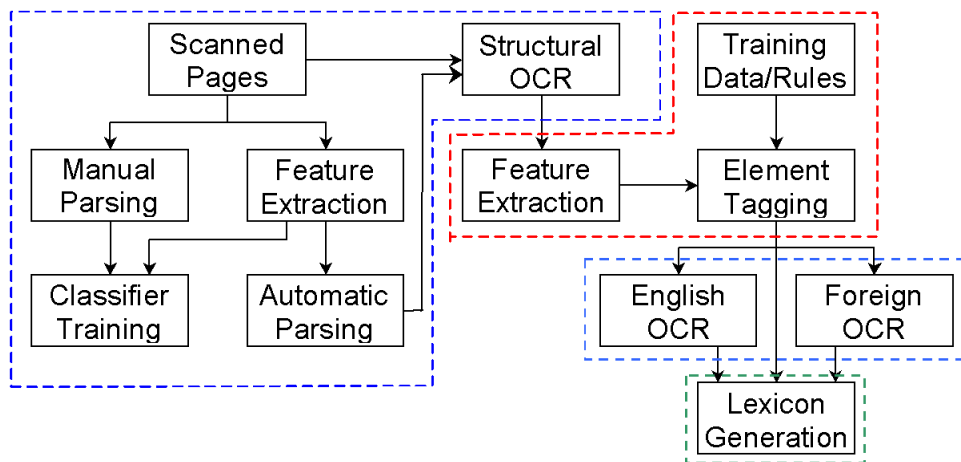 Scanned
Pages
Structural
OCR
Training
Data/Rules
Manual
Parsing
Feature
Extraction
Feature
Extraction
Element
Tagging
Classifier
Training
Automatic
Parsing
English
OCR
Foreign
OCR
Lexicon
Generation